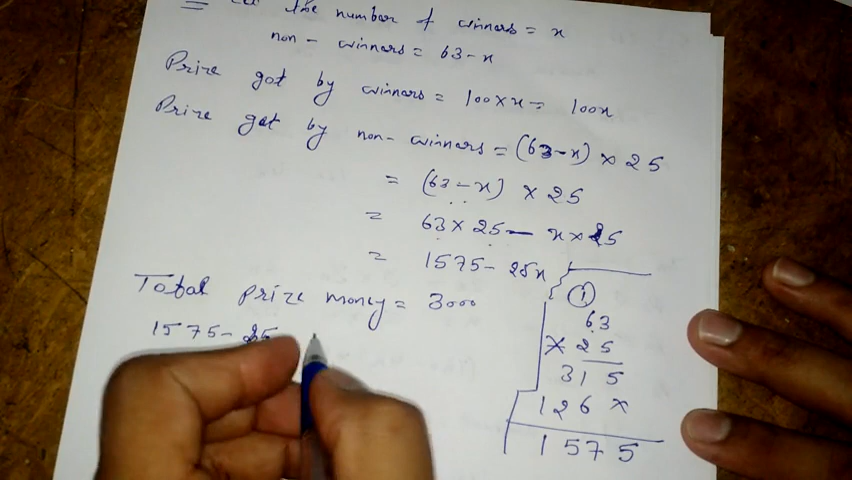 the number of winners = x
non - winners = 63 - x
Prize got by winners = 100 × x = 100x
Prize got by non - winners = (63 - x) × 25
= (63 - x) × 25
= 63 × 25 - x × 25
= 1575 - 25x
Total prize money = 3000
1575 - 25
1
63
× 25
315
126 ×
1575